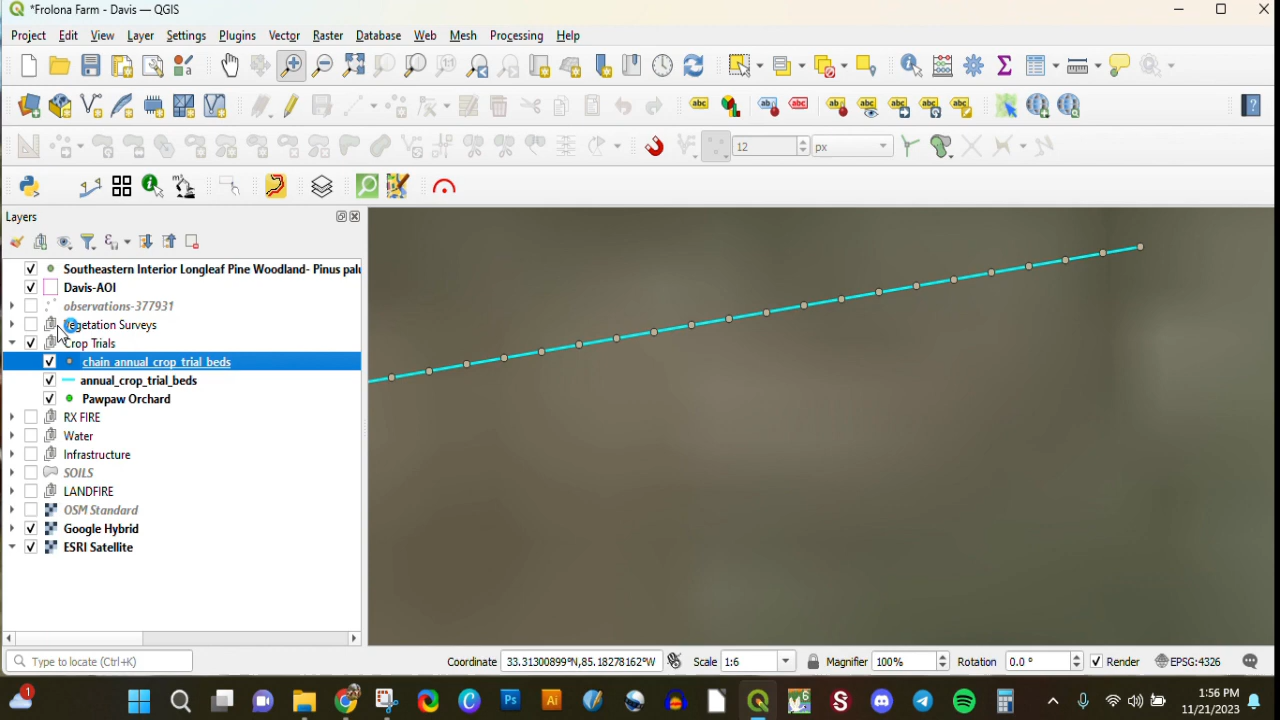 *Frolona Farm - Davis — QGIS
Project Edit View Layer Settings Plugins Vector Raster Database Web Mesh Processing Help
12 px
Layers
Southeastern Interior Longleaf Pine Woodland- Pinus palu
Davis-AOI
observations-377931
Vegetation Surveys
Crop Trials
chain_annual_crop_trial_beds
annual_crop_trial_beds
Pawpaw Orchard
RX FIRE
Water
Infrastructure
SOILS
LANDFIRE
OSM Standard
Google Hybrid
ESRI Satellite
Type to locate (Ctrl+K) Coordinate 33.31300899°N,85.18278162°W Scale 1:6 Magnifier 100% Rotation 0.0 ° Render EPSG:4326
1:56 PM
11/21/2023